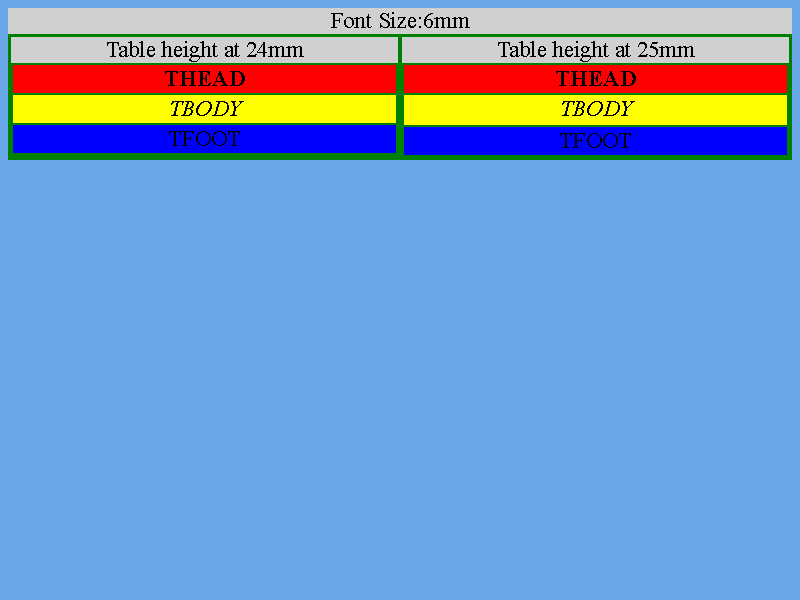 Font Size:6mm
Table height at 24mm Table height at 25mm
THEAD THEAD
TBODY TBODY
TFOOT TFOOT